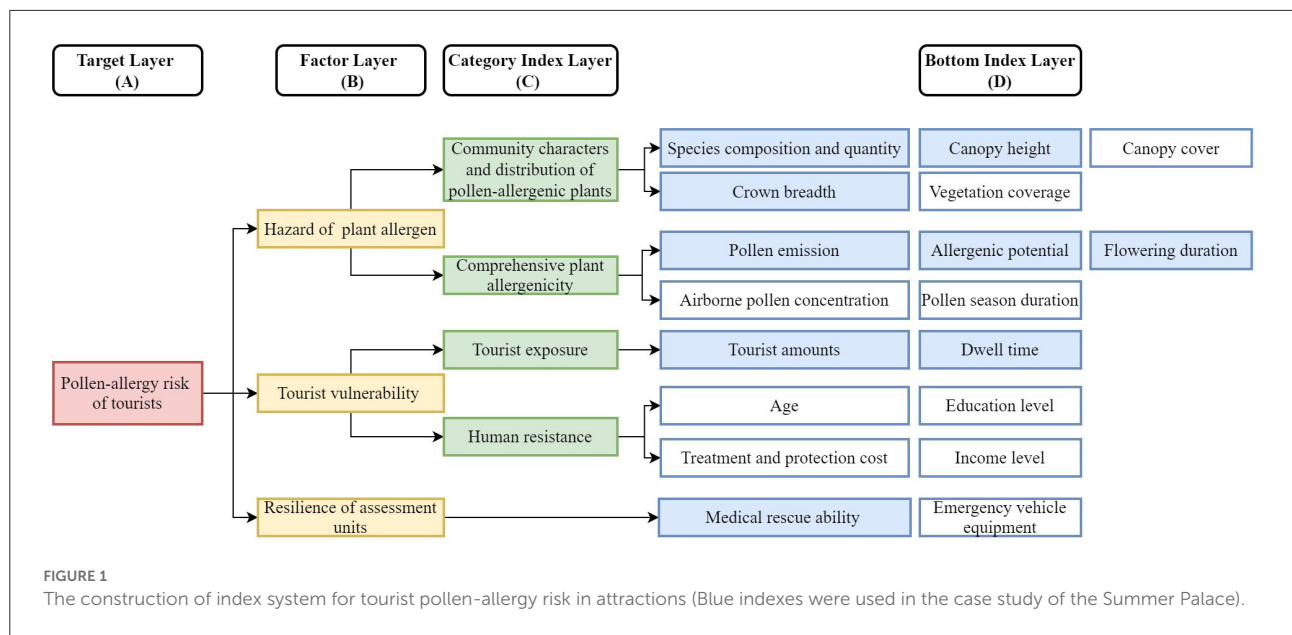 Target Layer
(A)
Factor Layer
(B)
Category Index Layer
(C)
Bottom Index Layer
(D)
Community characters
and distribution of
pollen-allergenic plants
Species composition and quantity
Canopy height
Canopy cover
Crown breadth
Vegetation coverage
Hazard of plant allergen
Comprehensive plant
allergenicity
Pollen emission
Allergenic potential
Flowering duration
Airborne pollen concentration
Pollen season duration
Pollen-allergy risk
of tourists
Tourist vulnerability
Tourist exposure
Tourist amounts
Dwell time
Human resistance
Age
Education level
Treatment and protection cost
Income level
Resilience of assessment
units
Medical rescue ability
Emergency vehicle
equipment
FIGURE 1
The construction of index system for tourist pollen-allergy risk in attractions (Blue indexes were used in the case study of the Summer Palace).